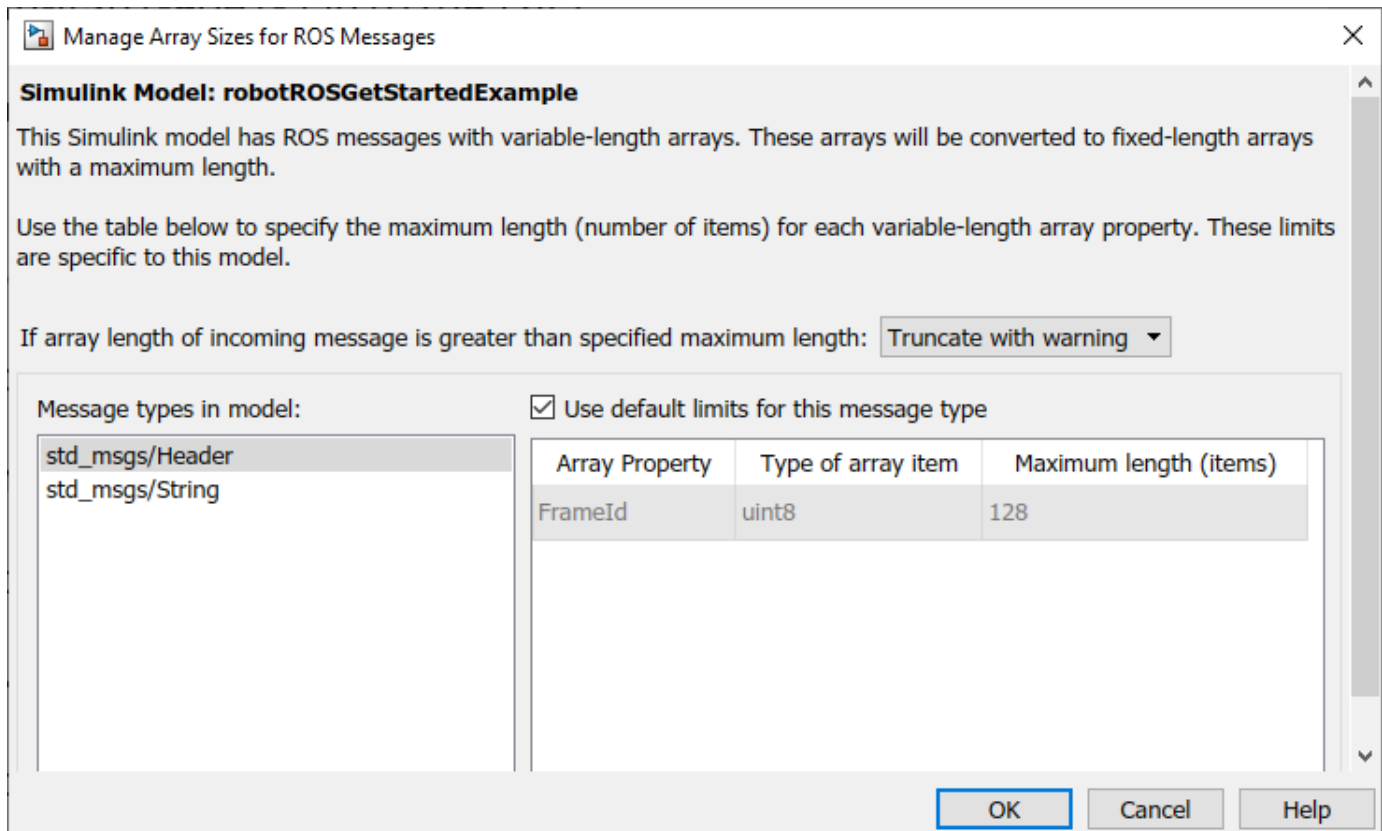 Manage Array Sizes for ROS Messages
Simulink Model: robotROSGetStartedExample
This Simulink model has ROS messages with variable-length arrays. These arrays will be converted to fixed-length arrays
with a maximum length.
Use the table below to specify the maximum length (number of items) for each variable-length array property. These limits
are specific to this model.
If array length of incoming message is greater than specified maximum length: Truncate with warning
Message types in model:
std_msgs/Header
std_msgs/String
Use default limits for this message type
Array Property Type of array item Maximum length (items)
FrameId uint8 128
OK Cancel Help